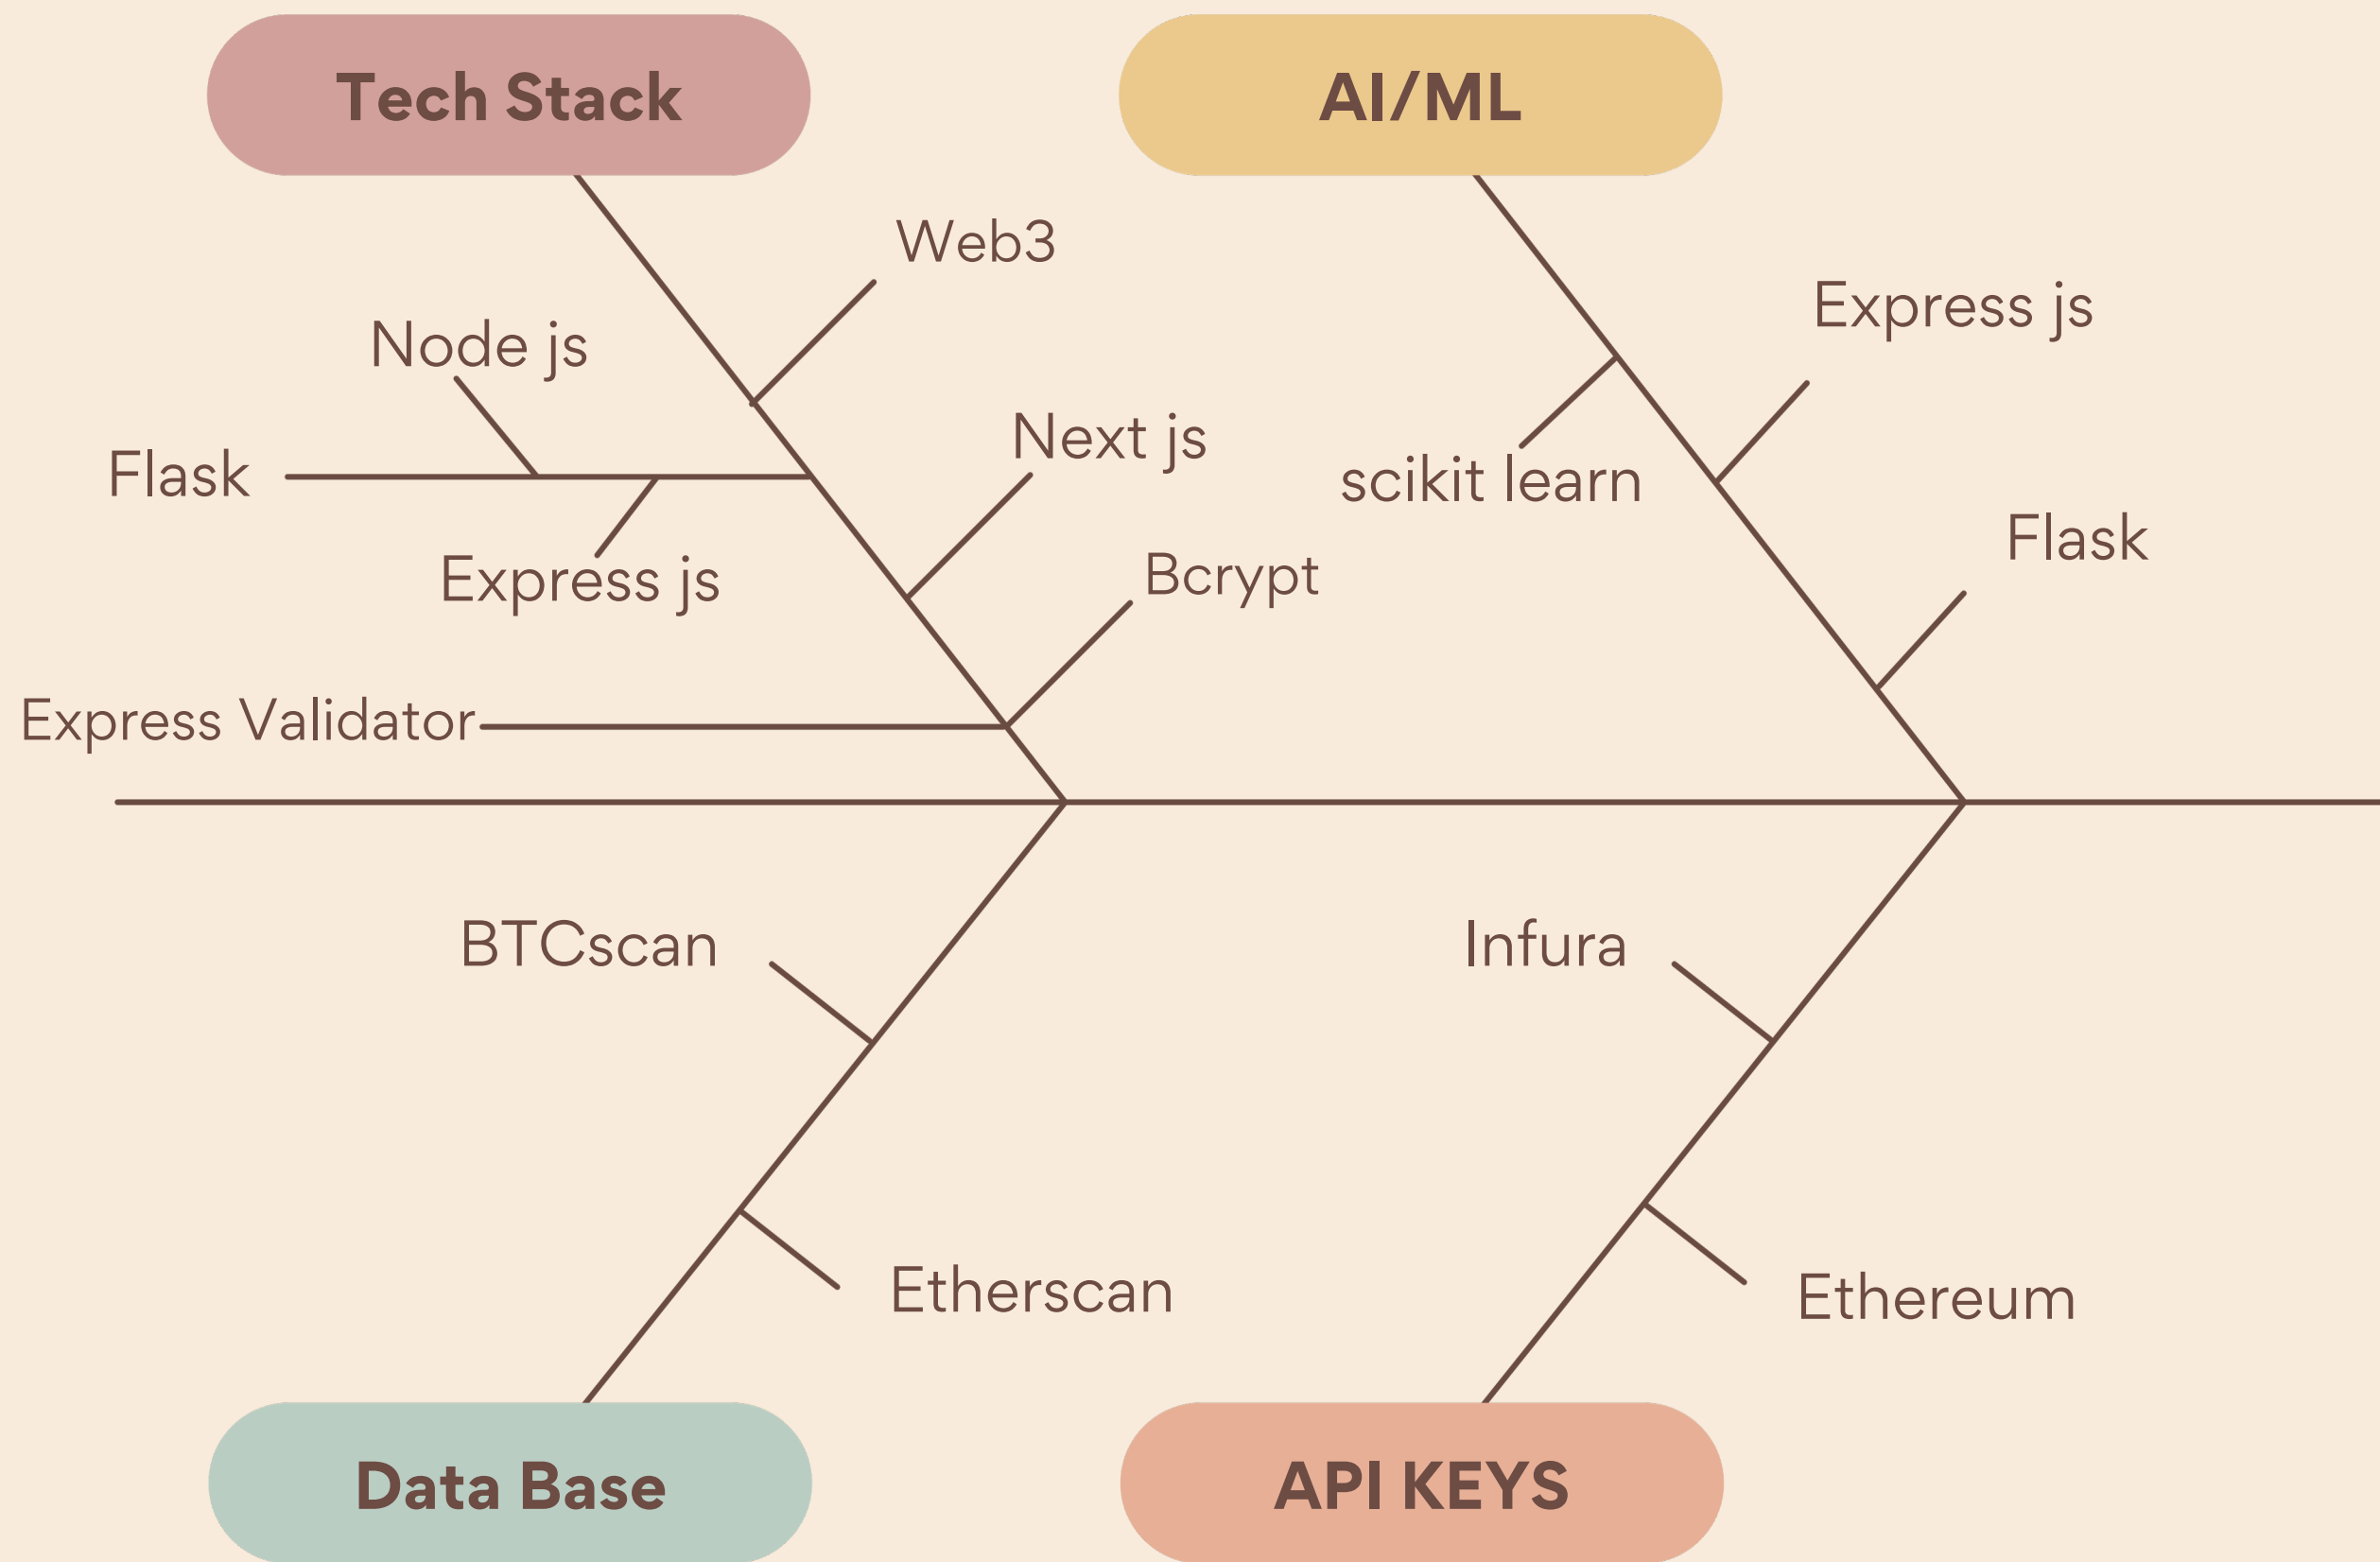 Tech Stack
AI/ML
Web3
Express js
Node js
Next js
Flask
scikit learn
Flask
Express js
Bcrypt
Express Validator
BTCscan
Infura
Etherscan
Ethereum
Data Base
API KEYS